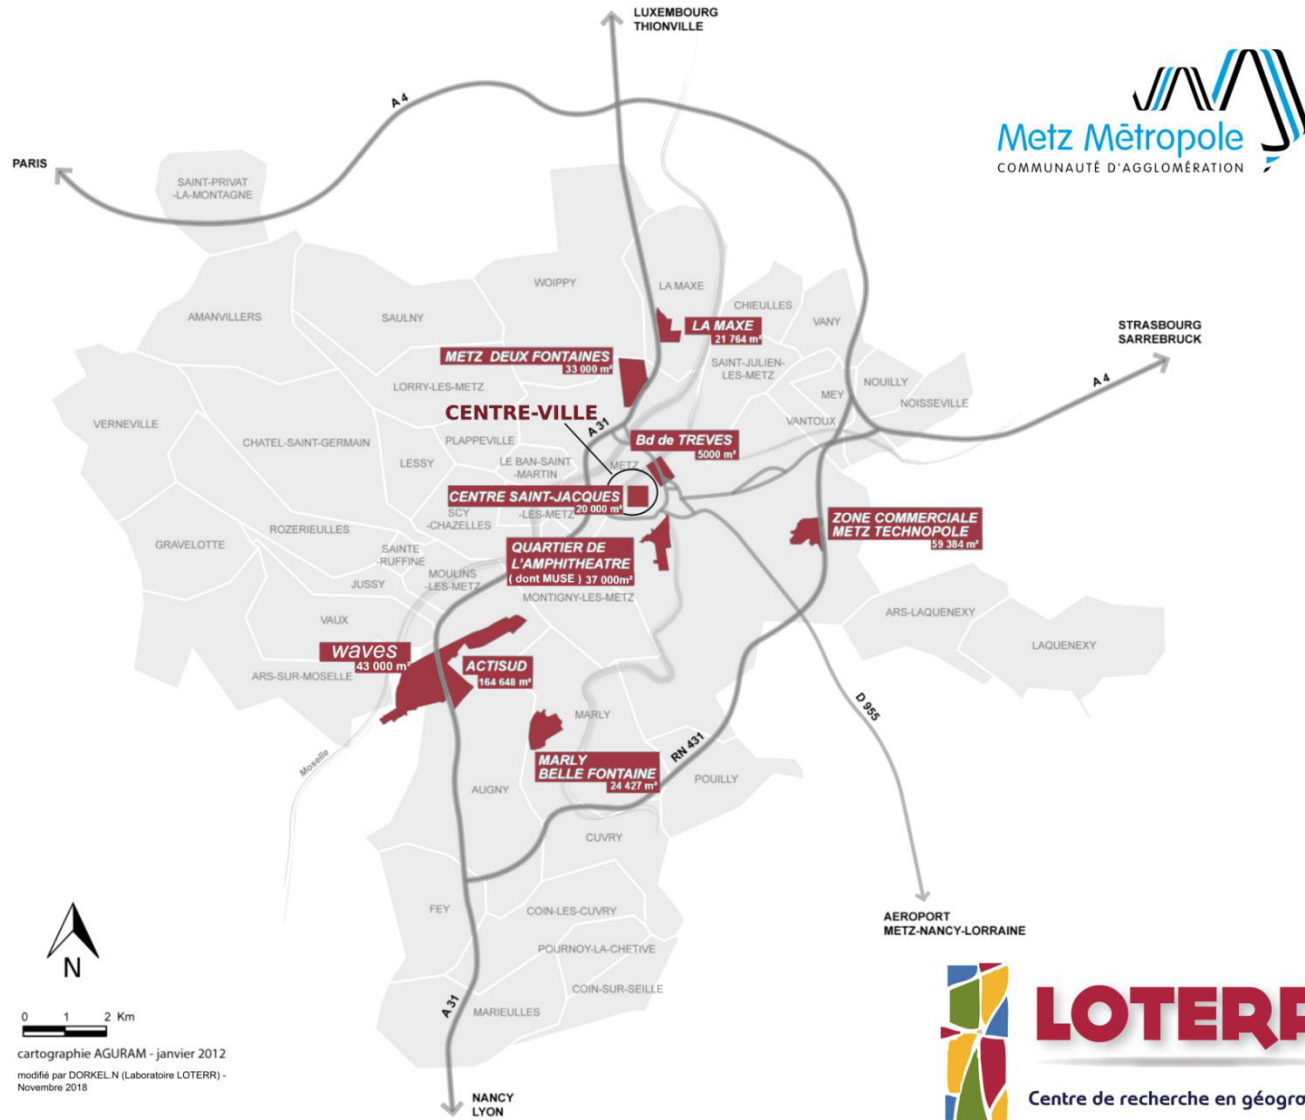 LUXEMBOURG
THIONVILLE
A 4
PARIS
SAINT-PRIVAT
-LA-MONTAGNE
Metz Métropole
COMMUNAUTÉ D'AGGLOMÉRATION
WOIPPY
LA MAXE
CHIEULLES
VANY
AMANVILLERS
SAULNY
LA MAXE
21 764 m²
STRASBOURG
SARREBRUCK
METZ DEUX FONTAINES
33 000 m²
SAINT-JULIEN-
LES-METZ
LORRY-LES-METZ
MEY
NOUILLY
NOISSEVILLE
A 4
CENTRE-VILLE
A 31
VERNEVILLE
CHATEL-SAINT-GERMAIN
PLAPPEVILLE
VANTOUX
Bd de TREVES
5000 m²
LESSY
LE BAN-SAINT
-MARTIN
METZ
CENTRE SAINT-JACQUES
20 000 m²
SCY
-CHAZELLES
-LES-METZ
ZONE COMMERCIALE
METZ TECHNOPOLE
59 384 m²
ROZERIEULLES
GRAVELOTTE
SAINTE
-RUFFINE
QUARTIER DE
L'AMPHITHEATRE
( dont MUSE ) 37 000m²
JUSSY
MOULINS
-LES-METZ
MONTIGNY-LES-METZ
VAUX
ARS-LAQUENEXY
LAQUENEXY
waves
43 000 m²
ACTISUD
164 648 m²
ARS-SUR-MOSELLE
MARLY
D 955
RN 431
Moselle
MARLY
BELLE FONTAINE
24 427 m²
POUILLY
AUGNY
CUVRY
FEY
COIN-LES-CUVRY
AEROPORT
METZ-NANCY-LORRAINE
POURNOY-LA-CHETIVE
COIN-SUR-SEILLE
A 31
MARIEULLES
N
0 1 2 Km
cartographie AGURAM - janvier 2012
modifié par DORKEL.N (Laboratoire LOTERR) -
Novembre 2018
NANCY
LYON
LOTERR
Centre de recherche en géogra